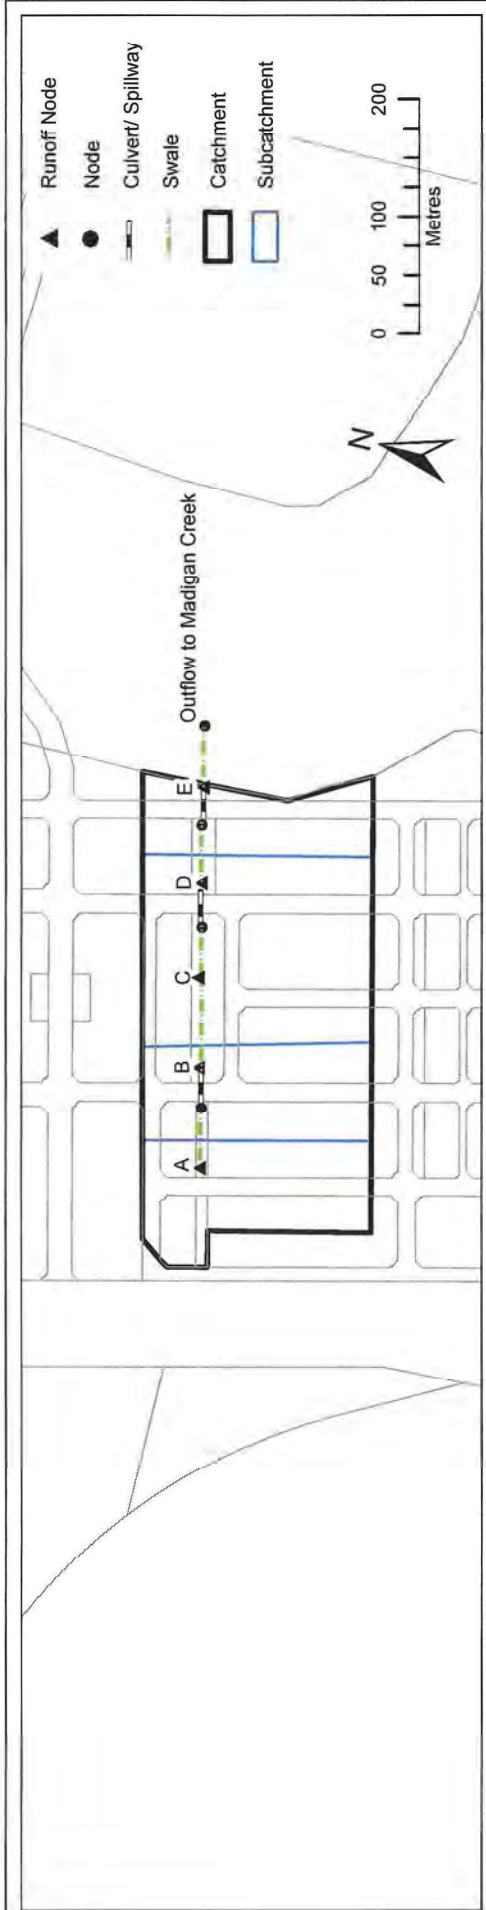 Runoff Node
Node
Culvert/ Spillway
Swale
Catchment
Subcatchment
0 50 100 200
Metres
N
Outflow to Madigan Creek
A
B
C
D
E